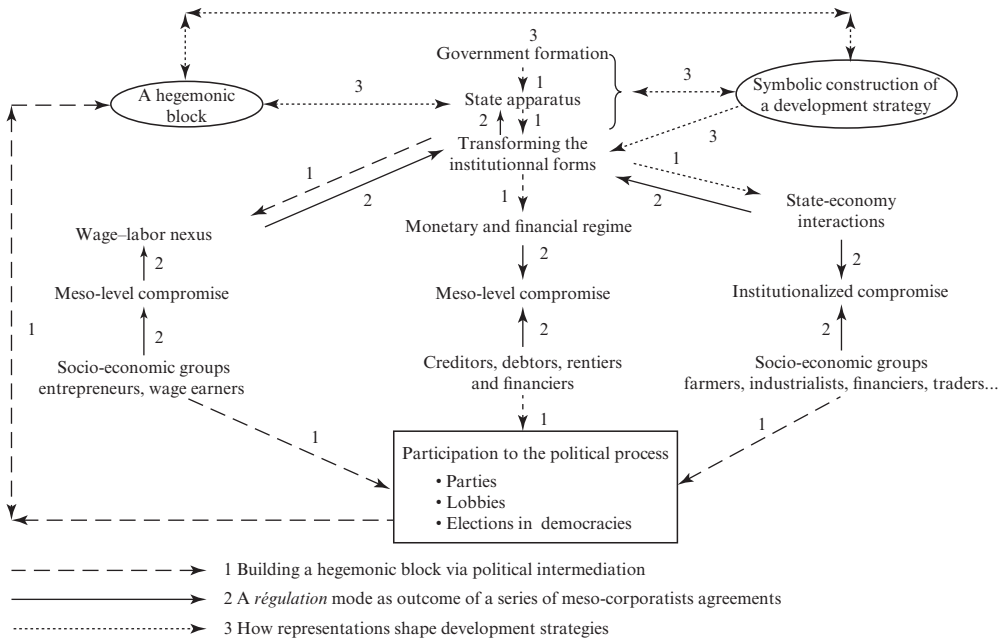 3
Government formation
A hegemonic
block
3
1
State apparatus
3
Symbolic construction of
a development strategy
2
1
Transforming the
institutionnal forms
3
1
2
1
1
2
State-economy
interactions
Wage–labor nexus
Monetary and financial regime
2
2
2
Meso-level compromise
Meso-level compromise
Institutionalized compromise
1
2
2
2
Socio-economic groups
entrepreneurs, wage earners
Creditors, debtors, rentiers
and financiers
Socio-economic groups
farmers, industrialists, financiers, traders...
1
1
1
Participation to the political process
• Parties
• Lobbies
• Elections in democracies
1 Building a hegemonic block via political intermediation
2 A régulation mode as outcome of a series of meso-corporatists agreements
3 How representations shape development strategies